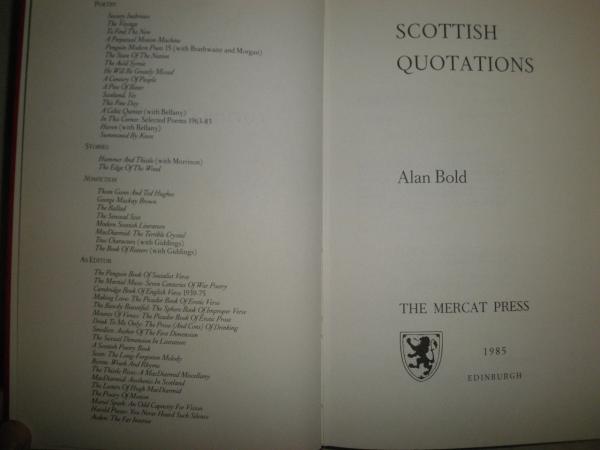 POETRY
Society Inebrious
The Voyage
To Find The New
A Perpetual Motion Machine
Penguin Modern Poets 15 (with Brathwaite and Morgan)
The State Of The Nation
The Auld Symie
He Will Be Greatly Missed
A Century Of People
A Pint Of Bitter
Scotland, Yes
This Fine Day
A Celtic Quintet (with Bellany)
In This Corner: Selected Poems 1963-83
Haven (with Bellany)
Summoned By Knox
STORIES
Hammer And Thistle (with Morrison)
The Edge Of The Wood
NONFICTION
Thom Gunn And Ted Hughes
George Mackay Brown
The Ballad
The Sensual Scot
Modern Scottish Literature
MacDiarmid: The Terrible Crystal
True Characters (with Giddings)
The Book Of Rotters (with Giddings)
AS EDITOR
The Penguin Book Of Socialist Verse
The Martial Muse: Seven Centuries Of War Poetry
Cambridge Book Of English Verse 1939-75
Making Love: The Picador Book Of Erotic Verse
The Bawdy Beautiful: The Sphere Book Of Improper Verse
Mounts Of Venus: The Picador Book Of Erotic Prose
Drink To Me Only: The Prose (And Cons) Of Drinking
Smollett: Author Of The First Distinction
The Sexual Dimension In Literature
A Scottish Poetry Book
Scott: The Long-Forgotten Melody
Byron: Wrath And Rhyme
The Thistle Rises: A MacDiarmid Miscellany
MacDiarmid: Aesthetics In Scotland
The Letters Of Hugh MacDiarmid
The Poetry Of Motion
Muriel Spark: An Odd Capacity For Vision
Harold Pinter: You Never Heard Such Silence
Auden: The Far Interior
SCOTTISH
QUOTATIONS
Alan Bold
THE MERCAT PRESS
1985
EDINBURGH